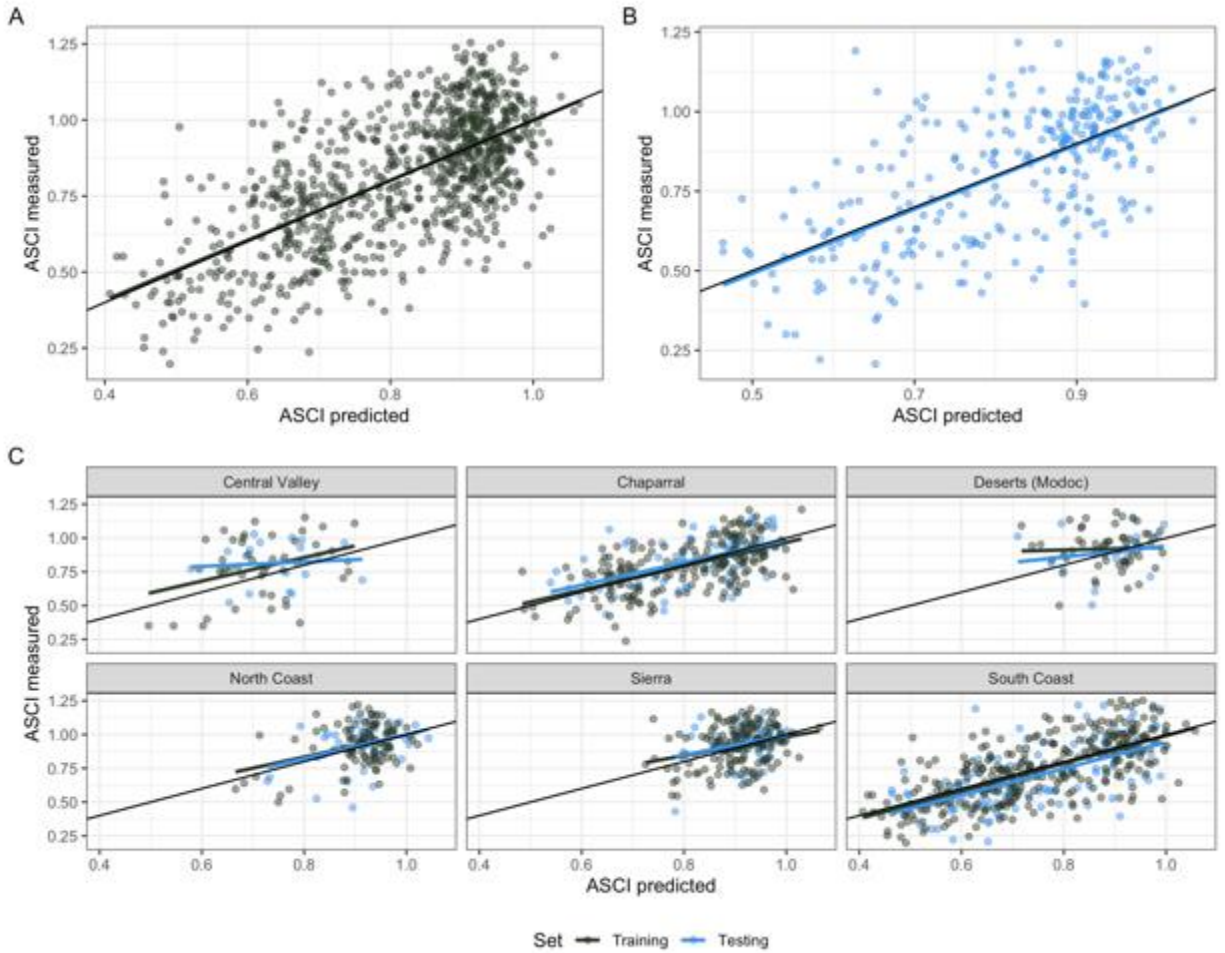 A
1.25
1.00
0.75
0.50
0.25
ASCI measured
0.4 0.6 0.8 1.0
ASCI predicted
B
1.25
1.00
0.75
0.50
0.25
ASCI measured
0.5 0.7 0.9
ASCI predicted
C
Central Valley Chaparral Deserts (Modoc)
1.25
1.00
0.75
0.50
0.25
North Coast Sierra South Coast
1.25
1.00
0.75
0.50
0.25
ASCI measured
0.4 0.6 0.8 1.0 0.4 0.6 0.8 1.0 0.4 0.6 0.8 1.0
ASCI predicted
Set Training Testing